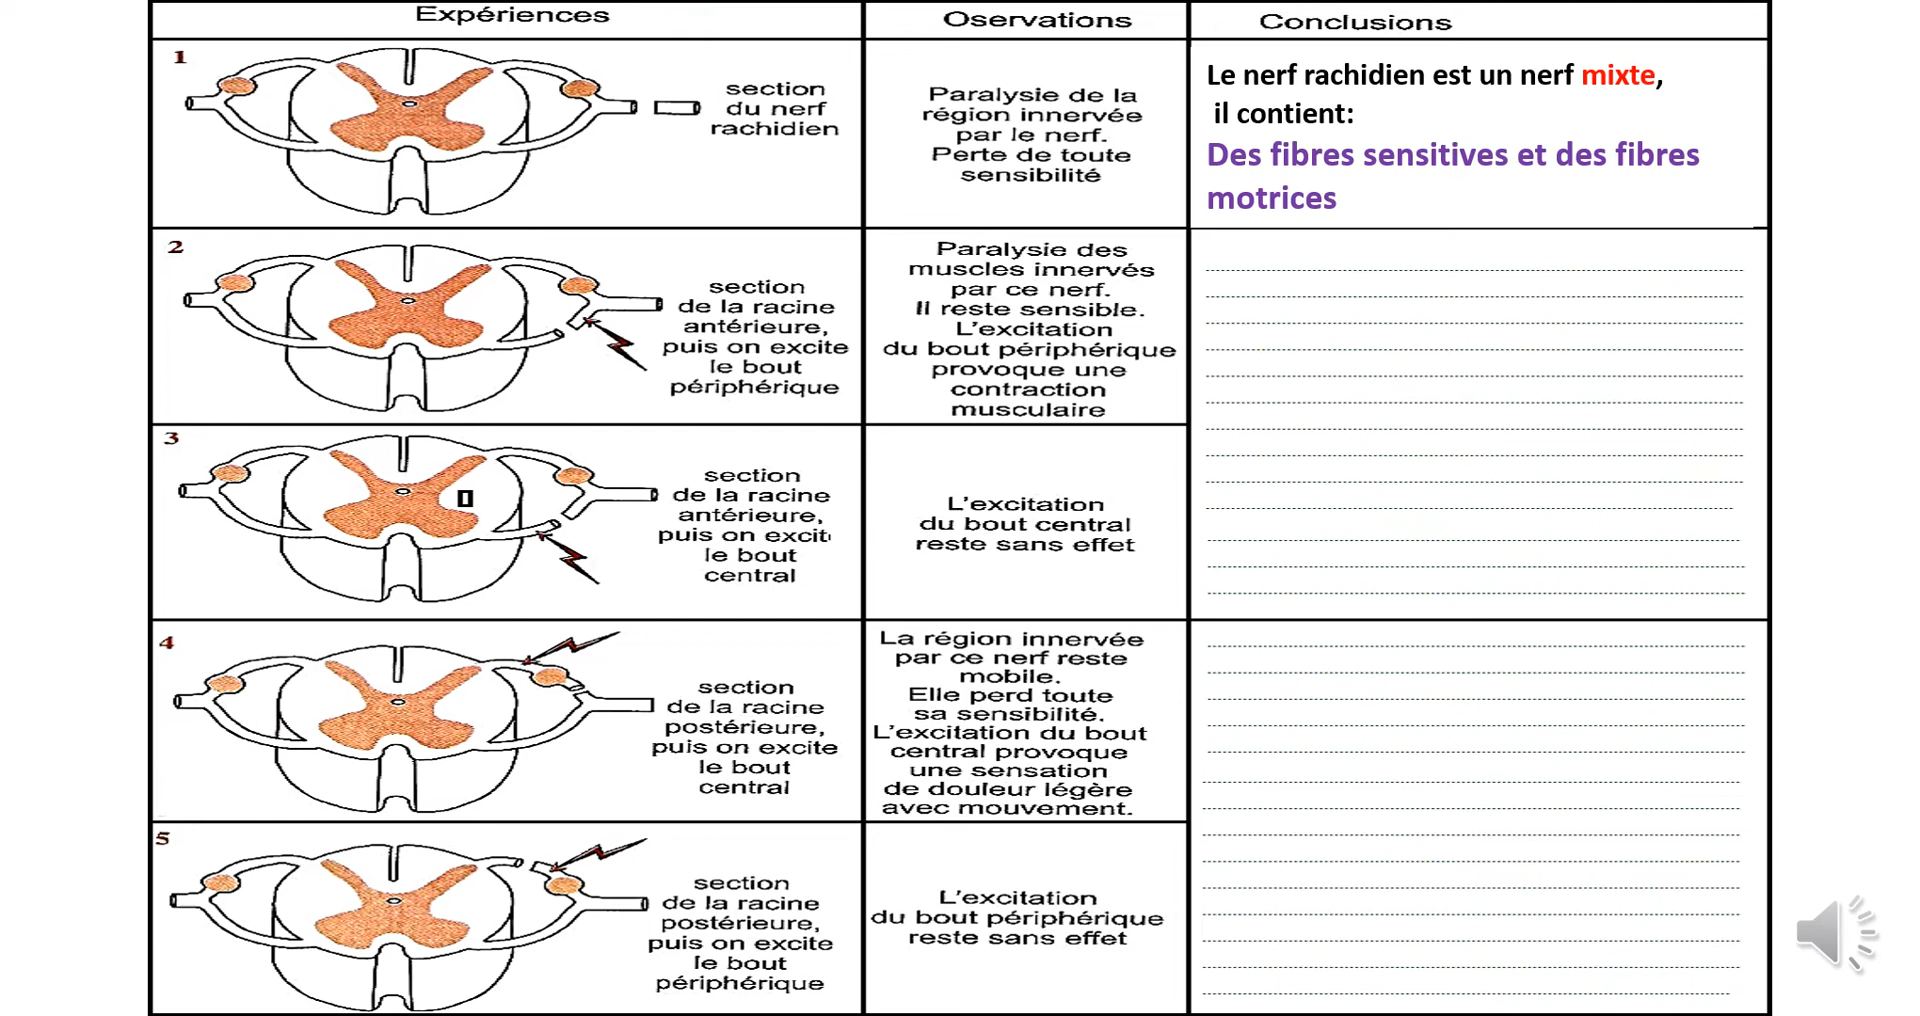 Expériences
Oservations
Conclusions
1
section
du nerf
rachidien
Paralysie de la
région innervée
par le nerf.
Perte de toute
sensibilité
Le nerf rachidien est un nerf mixte,
il contient:
Des fibres sensitives et des fibres
motrices
2
section
de la racine
antérieure,
puis on excite
le bout
périphérique
Paralysie des
muscles innervés
par ce nerf.
Il reste sensible.
L'excitation
du bout périphérique
provoque une
contraction
musculaire
3
section
de la racine
antérieure,
puis on excit
le bout
central
L'excitation
du bout central
reste sans effet
4
section
de la racine
postérieure,
puis on excite
le bout
central
La région innervée
par ce nerf reste
mobile.
Elle perd toute
sa sensibilité.
L'excitation du bout
central provoque
une sensation
de douleur légère
avec mouvement.
5
section
de la racine
postérieure,
puis on excite
le bout
périphérique
L'excitation
du bout périphérique
reste sans effet